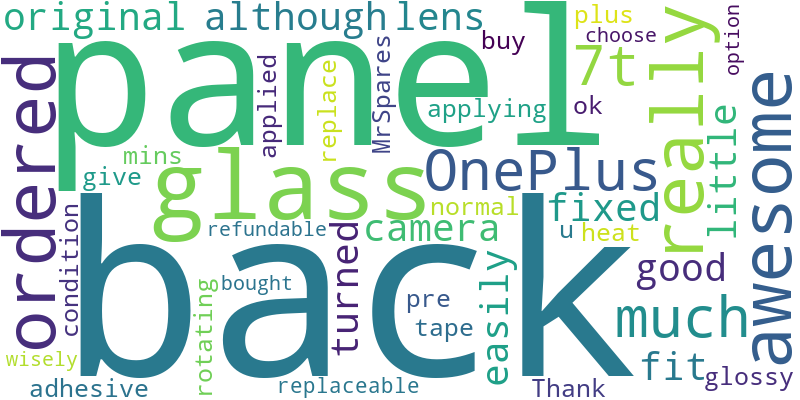 original
although
lens
plus
option
choose
buy
panel
7t
really
ordered
applied
replace
MrSpares
applying
ok
awesome
little
mins
give
glass
OnePlus
normal
fixed
condition
refundable
turned
camera
u
heat
back
rotating
bought
pre
tape
easily
good
much
wisely
adhesive
replaceable
Thank
fit
glossy